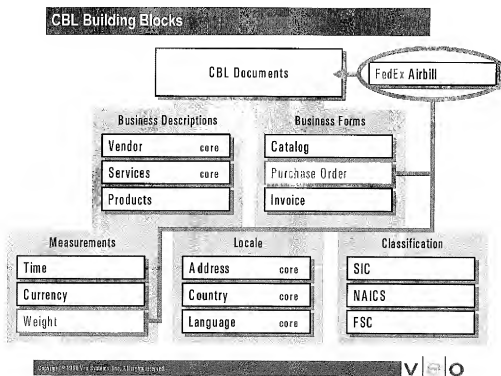 CBL Building Blocks
CBL Documents
FedEx Airbill
Business Descriptions
Vendor core
Services core
Products
Business Forms
Catalog
Purchase Order
Invoice
Measurements
Time
Currency
Weight
Locale
Address core
Country core
Language core
Classification
SIC
NAICS
FSC
V e O